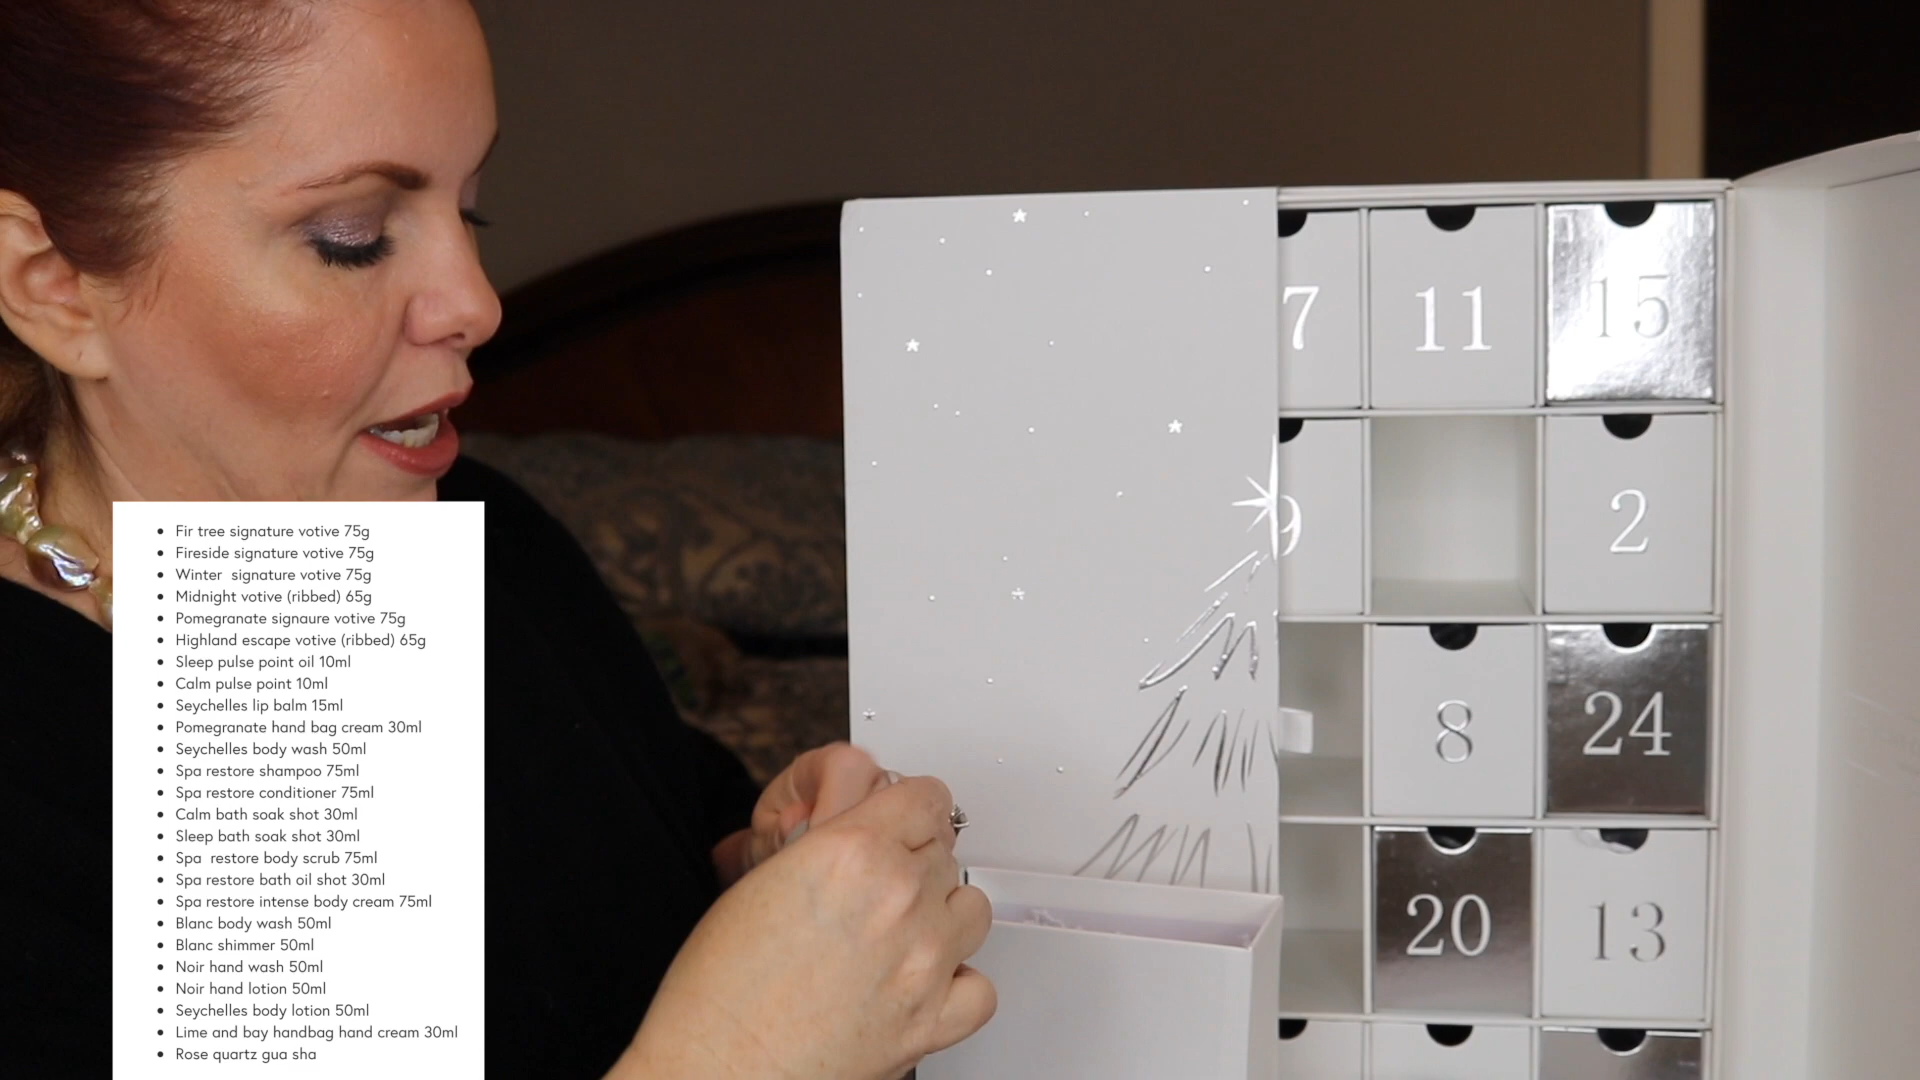 Fir tree signature votive 75g
Fireside signature votive 75g
Winter  signature votive 75g
Midnight votive (ribbed) 65g
Pomegranate signaure votive 75g
Highland escape votive (ribbed) 65g
Sleep pulse point oil 10ml
Calm pulse point 10ml
Seychelles lip balm 15ml
Pomegranate hand bag cream 30ml
Seychelles body wash 50ml
Spa restore shampoo 75ml
Spa restore conditioner 75ml
Calm bath soak shot 30ml
Sleep bath soak shot 30ml
Spa  restore body scrub 75ml
Spa restore bath oil shot 30ml
Spa restore intense body cream 75ml
Blanc body wash 50ml
Blanc shimmer 50ml
Noir hand wash 50ml
Noir hand lotion 50ml
Seychelles body lotion 50ml
Lime and bay handbag hand cream 30ml
Rose quartz gua sha
7 11 15
9 2
8 24
20 13